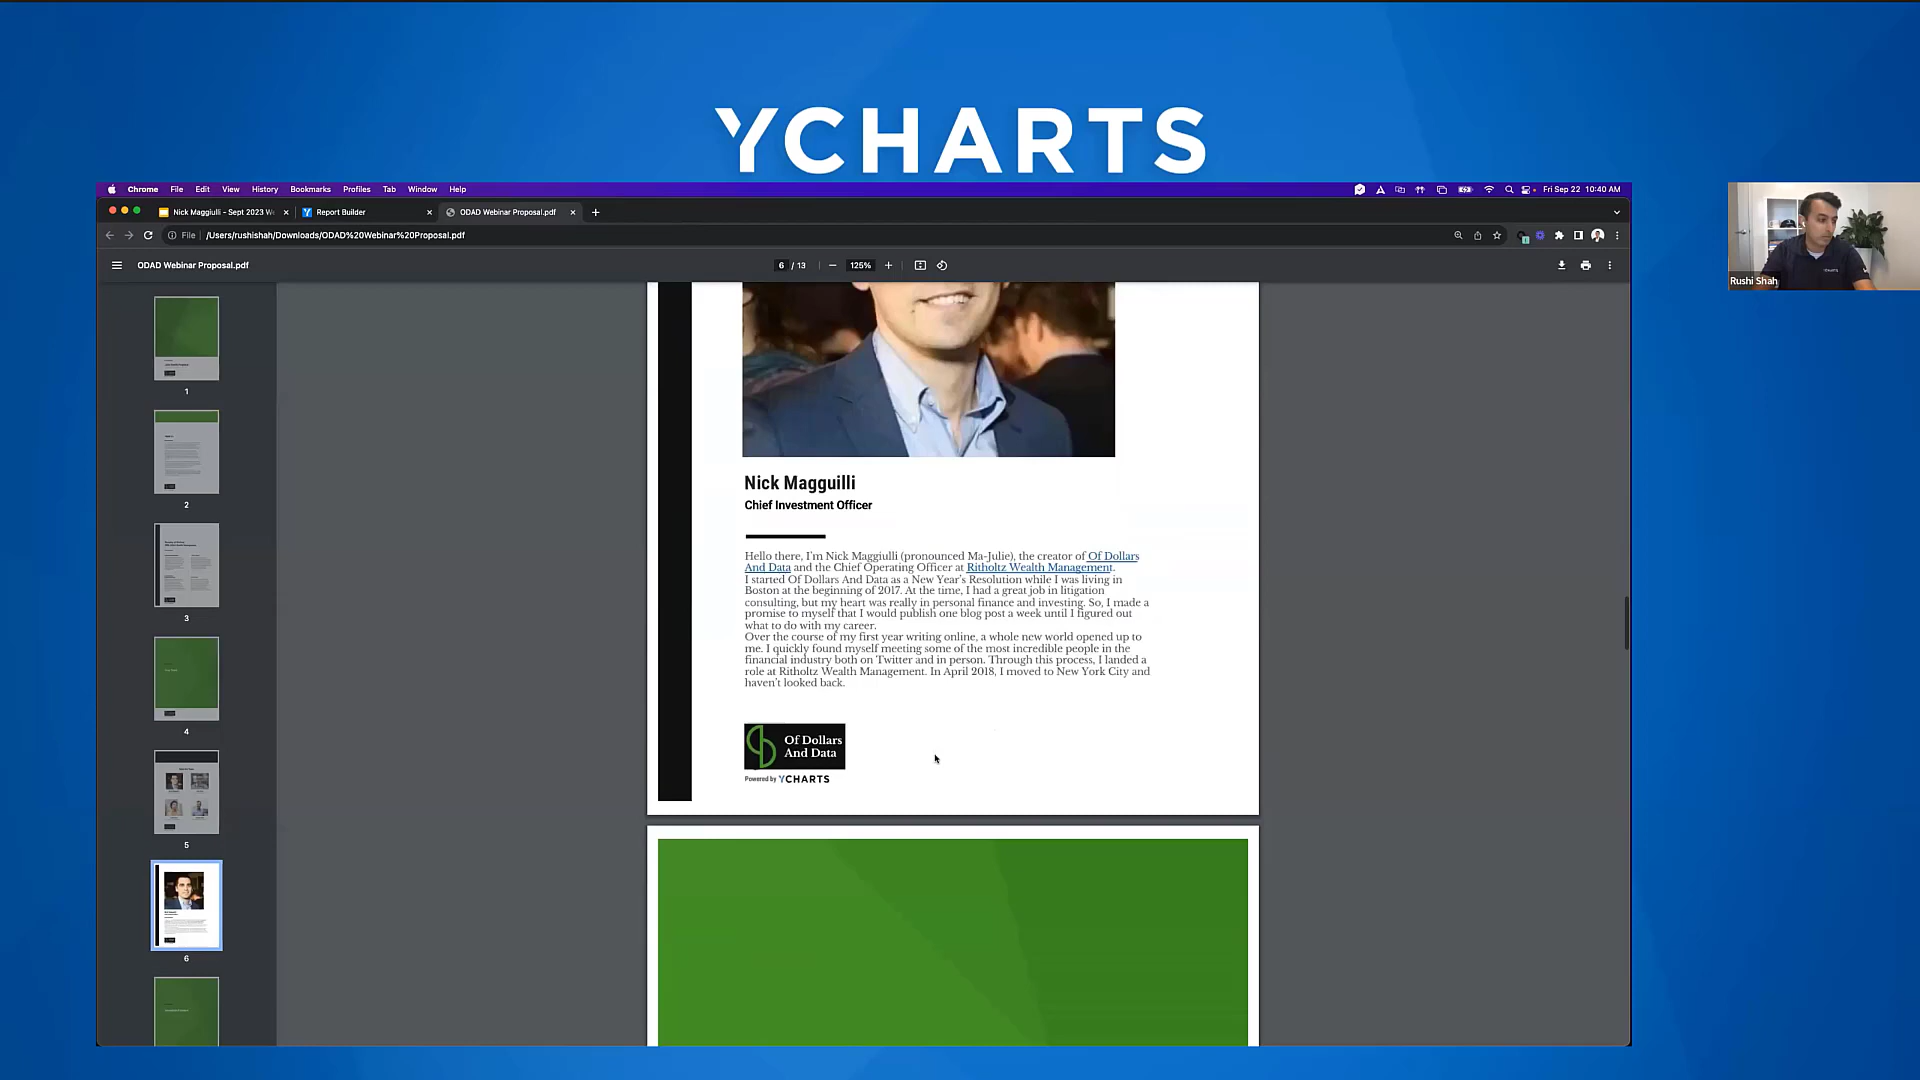 YCHARTS
Chrome File Edit View History Bookmarks Profiles Tab Window Help Fri Sep 22 10:40 AM
Nick Maggiulli - Sept 2023 We Report Builder ODAD Webinar Proposal.pdf
File /Users/rushishah/Downloads/ODAD%20Webinar%20Proposal.pdf
ODAD Webinar Proposal.pdf 6 / 13 125%
Rushi Shah
1
2
3
4
5
6
Nick Magguilli
Chief Investment Officer
Hello there, I'm Nick Maggiulli (pronounced Ma-Julie), the creator of Of Dollars
And Data and the Chief Operating Officer at Ritholtz Wealth Management.
I started Of Dollars And Data as a New Year's Resolution while I was living in
Boston at the beginning of 2017. At the time, I had a great job in litigation
consulting, but my heart was really in personal finance and investing. So, I made a
promise to myself that I would publish one blog post a week until I figured out
what to do with my career.
Over the course of my first year writing online, a whole new world opened up to
me. I quickly found myself meeting some of the most incredible people in the
financial industry both on Twitter and in person. Through this process, I landed a
role at Ritholtz Wealth Management. In April 2018, I moved to New York City and
haven't looked back.
Of Dollars
And Data
Powered by YCHARTS